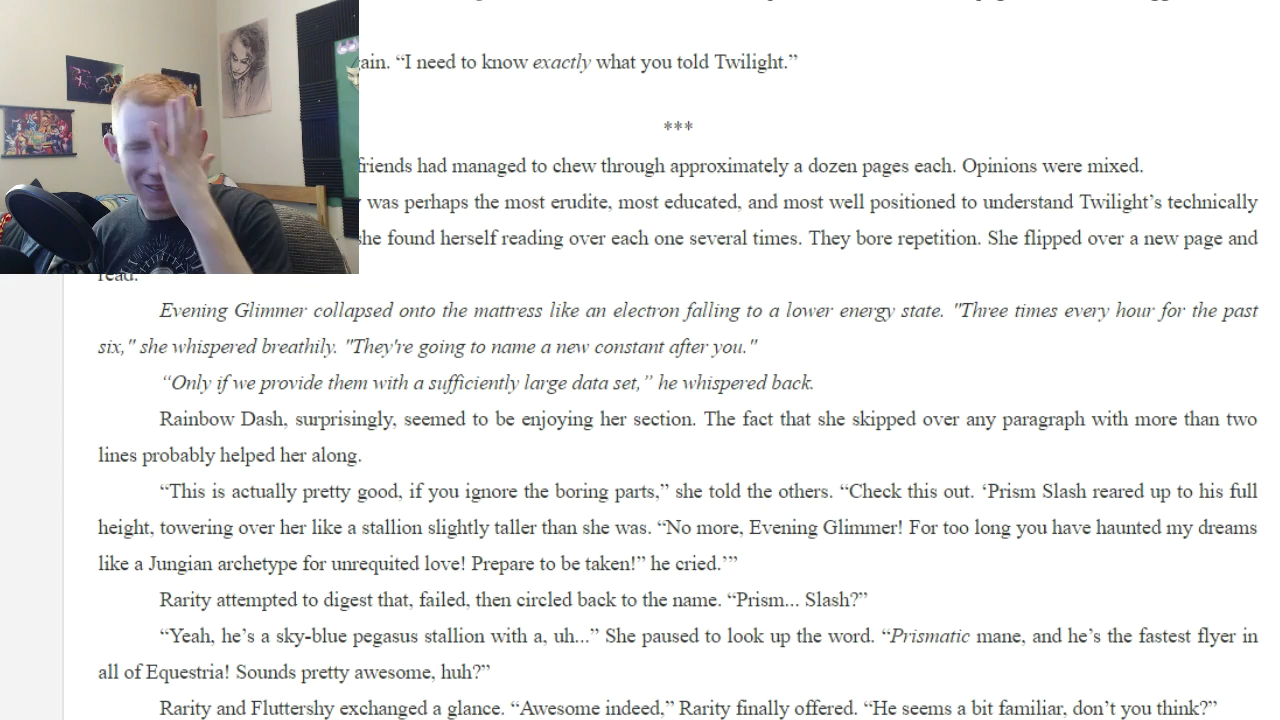 ain. “I need to know exactly what you told Twilight.”
***
friends had managed to chew through approximately a dozen pages each. Opinions were mixed.
was perhaps the most erudite, most educated, and most well positioned to understand Twilight’s technically
she found herself reading over each one several times. They bore repetition. She flipped over a new page and
read.
Evening Glimmer collapsed onto the mattress like an electron falling to a lower energy state. "Three times every hour for the past
six," she whispered breathily. "They're going to name a new constant after you."
“Only if we provide them with a sufficiently large data set,” he whispered back.
Rainbow Dash, surprisingly, seemed to be enjoying her section. The fact that she skipped over any paragraph with more than two
lines probably helped her along.
“This is actually pretty good, if you ignore the boring parts,” she told the others. “Check this out. ‘Prism Slash reared up to his full
height, towering over her like a stallion slightly taller than she was. “No more, Evening Glimmer! For too long you have haunted my dreams
like a Jungian archetype for unrequited love! Prepare to be taken!” he cried.’”
Rarity attempted to digest that, failed, then circled back to the name. “Prism... Slash?”
“Yeah, he’s a sky-blue pegasus stallion with a, uh...” She paused to look up the word. “Prismatic mane, and he’s the fastest flyer in
all of Equestria! Sounds pretty awesome, huh?”
Rarity and Fluttershy exchanged a glance. “Awesome indeed,” Rarity finally offered. “He seems a bit familiar, don’t you think?”